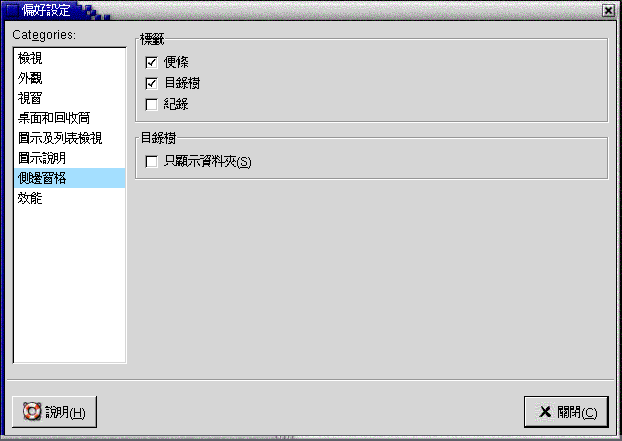 偏好設定
Categories:
檢視
外觀
視窗
桌面和回收筒
圖示及列表檢視
圖示說明
側邊窗格
效能
標籤
便條
目錄樹
紀錄
目錄樹
只顯示資料夾(S)
說明(H)
關閉(C)